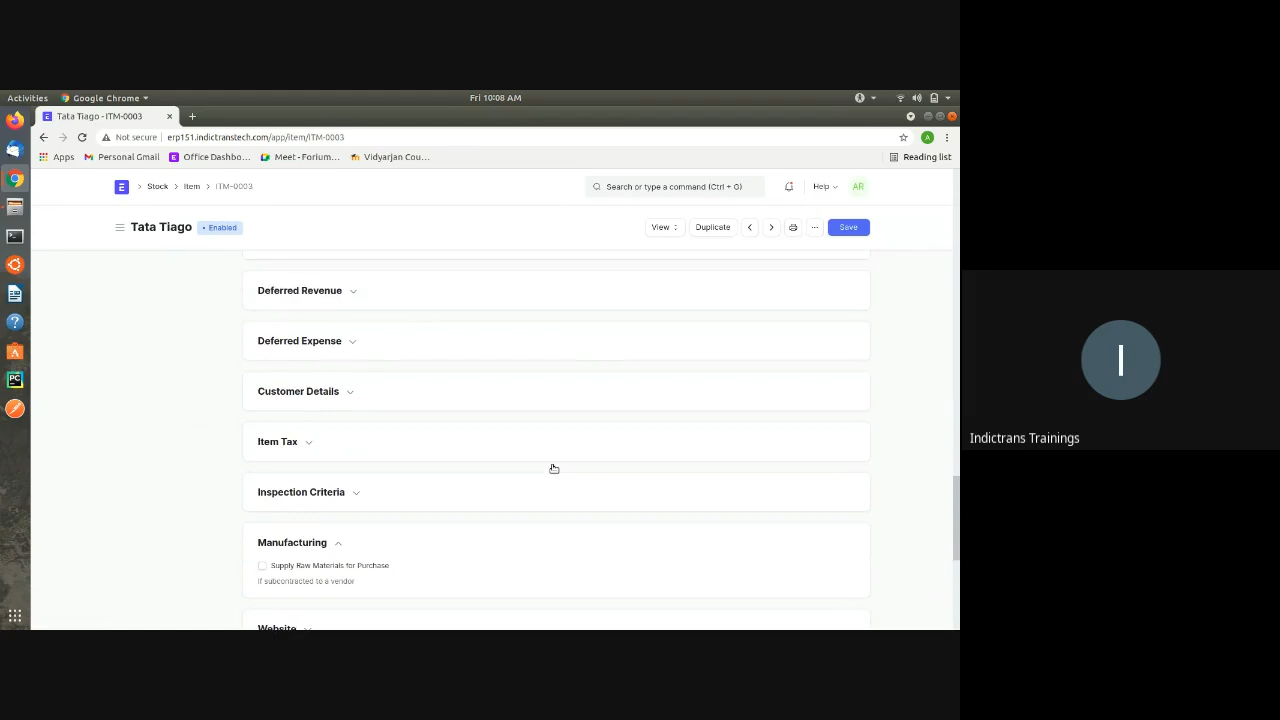 Activities Google Chrome Fri 10:08 AM
Tata Tiago - ITM-0003
Not secure erp151.indictranstech.com/app/item/ITM-0003
Apps Personal Gmail Office Dashbo... Meet - Forium... Vidyarjan Cou... Reading list
E Stock Item ITM-0003 Search or type a command (Ctrl + G) Help AR
Tata Tiago Enabled View Duplicate ... Save
Deferred Revenue
Deferred Expense
Customer Details
Item Tax
Inspection Criteria
Manufacturing
Supply Raw Materials for Purchase
If subcontracted to a vendor
Website
I
Indictrans Trainings